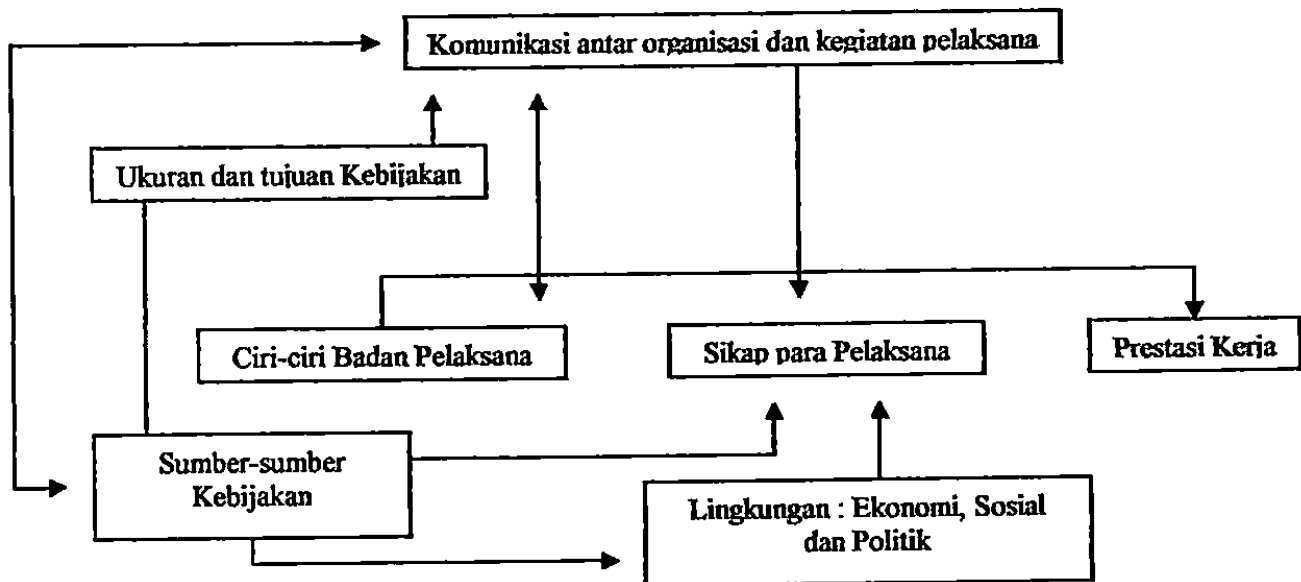 Komunikasi antar organisasi dan kegiatan pelaksana
Ukuran dan tujuan Kebijakan
Ciri-ciri Badan Pelaksana
Sikap para Pelaksana
Prestasi Kerja
Sumber-sumber
Kebijakan
Lingkungan : Ekonomi, Sosial
dan Politik